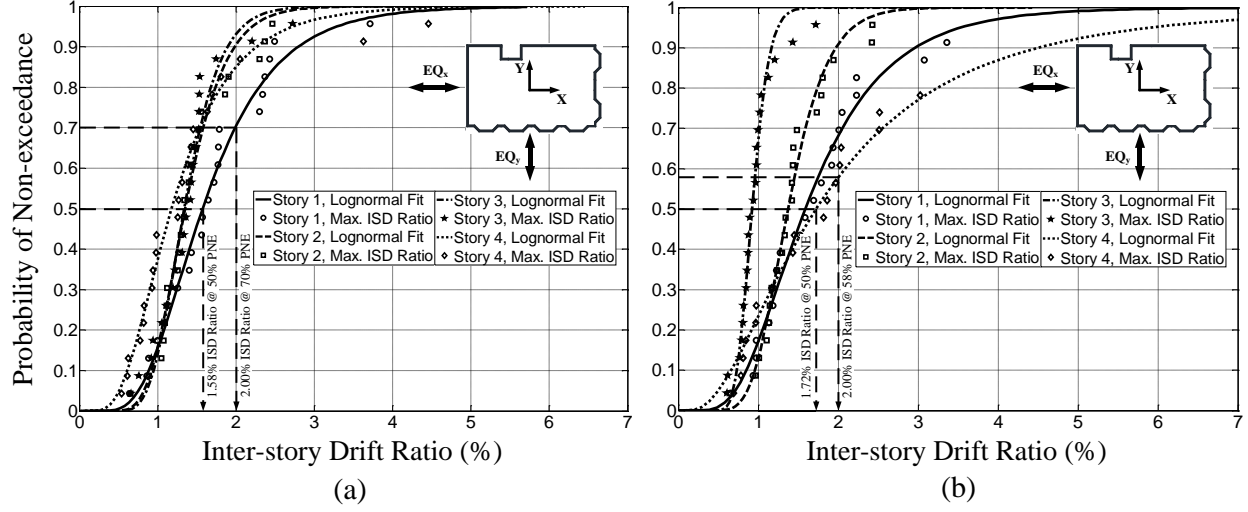 Probability of Non-exceedance
1
0.9
0.8
0.7
0.6
0.5
0.4
0.3
0.2
0.1
0
0 1 2 3 4 5 6 7
Inter-story Drift Ratio (%)
(a)
Y
X
EQx
EQy
Story 1, Lognormal Fit
Story 1, Max. ISD Ratio
Story 2, Lognormal Fit
Story 2, Max. ISD Ratio
Story 3, Lognormal Fit
Story 3, Max. ISD Ratio
Story 4, Lognormal Fit
Story 4, Max. ISD Ratio
1.58% ISD Ratio @ 50% PNE
2.00% ISD Ratio @ 70% PNE
1
0.9
0.8
0.7
0.6
0.5
0.4
0.3
0.2
0.1
0
0 1 2 3 4 5 6 7
Inter-story Drift Ratio (%)
(b)
Y
X
EQx
EQy
Story 1, Lognormal Fit
Story 1, Max. ISD Ratio
Story 2, Lognormal Fit
Story 2, Max. ISD Ratio
Story 3, Lognormal Fit
Story 3, Max. ISD Ratio
Story 4, Lognormal Fit
Story 4, Max. ISD Ratio
1.72% ISD Ratio @ 50% PNE
2.00% ISD Ratio @ 58% PNE